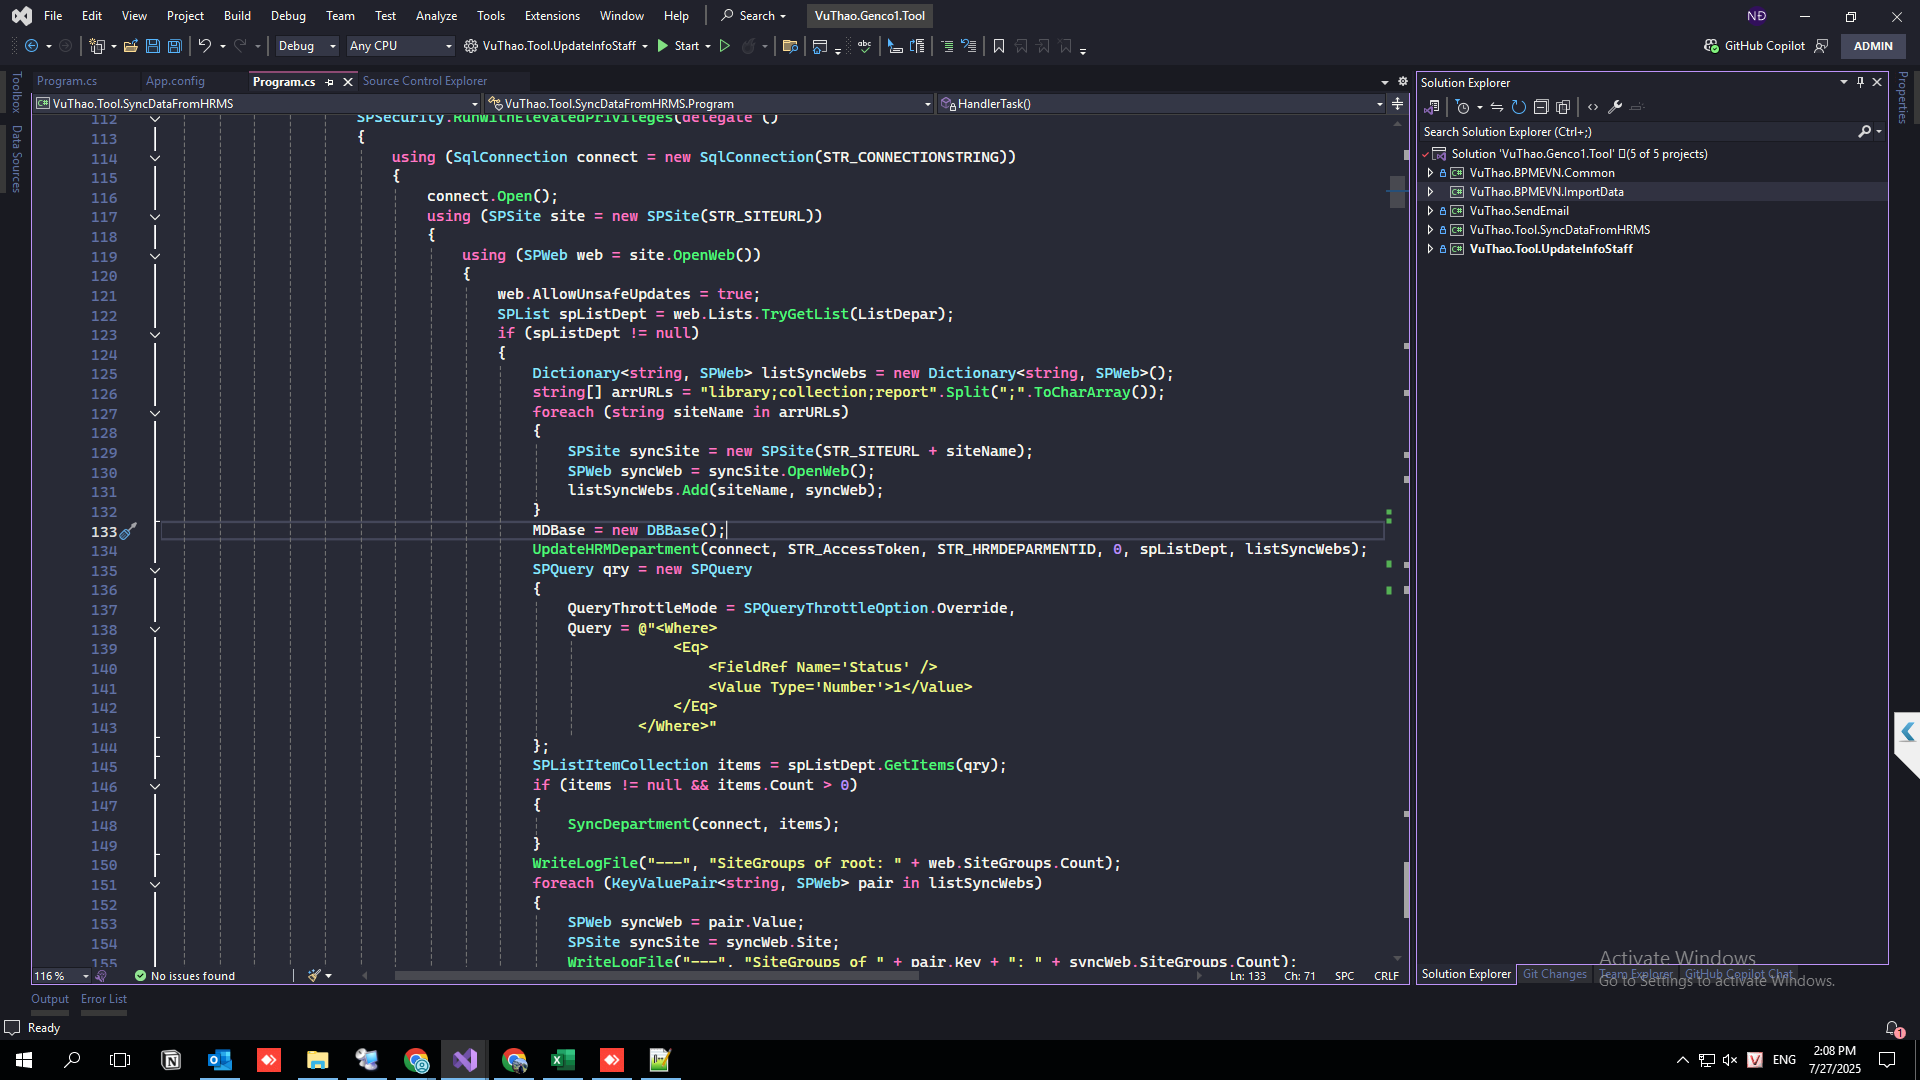 File Edit View Project Build Debug Team Test Analyze Tools Extensions Window Help Search VuThao.Genco1.Tool NĐ
Debug Any CPU VuThao.Tool.UpdateInfoStaff Start GitHub Copilot ADMIN
Program.cs App.config Program.cs Source Control Explorer
VuThao.Tool.SyncDataFromHRMS VuThao.Tool.SyncDataFromHRMS.Program HandlerTask()
Toolbox
Data Sources
112 SPSecurity.RunWithElevatedPrivileges(delegate ()
113 {
114 using (SqlConnection connect = new SqlConnection(STR_CONNECTIONSTRING))
115 {
116 connect.Open();
117 using (SPSite site = new SPSite(STR_SITEURL))
118 {
119 using (SPWeb web = site.OpenWeb())
120 {
121 web.AllowUnsafeUpdates = true;
122 SPList spListDept = web.Lists.TryGetList(ListDepar);
123 if (spListDept != null)
124 {
125 Dictionary<string, SPWeb> listSyncWebs = new Dictionary<string, SPWeb>();
126 string[] arrURLs = "library;collection;report".Split(";".ToCharArray());
127 foreach (string siteName in arrURLs)
128 {
129 SPSite syncSite = new SPSite(STR_SITEURL + siteName);
130 SPWeb syncWeb = syncSite.OpenWeb();
131 listSyncWebs.Add(siteName, syncWeb);
132 }
133 MDBase = new DBBase();
134 UpdateHRMDepartment(connect, STR_AccessToken, STR_HRMDEPARMENTID, 0, spListDept, listSyncWebs);
135 SPQuery qry = new SPQuery
136 {
137 QueryThrottleMode = SPQueryThrottleOption.Override,
138 Query = @"<Where>
139 <Eq>
140 <FieldRef Name='Status' />
141 <Value Type='Number'>1</Value>
142 </Eq>
143 </Where>"
144 };
145 SPListItemCollection items = spListDept.GetItems(qry);
146 if (items != null && items.Count > 0)
147 {
148 SyncDepartment(connect, items);
149 }
150 WriteLogFile("---", "SiteGroups of root: " + web.SiteGroups.Count);
151 foreach (KeyValuePair<string, SPWeb> pair in listSyncWebs)
152 {
153 SPWeb syncWeb = pair.Value;
154 SPSite syncSite = syncWeb.Site;
155 WriteLogFile("---", "SiteGroups of " + pair.Key + ": " + syncWeb.SiteGroups.Count);
116 % No issues found Ln: 133 Ch: 71 SPC CRLF
Output Error List
Ready
Solution Explorer
Search Solution Explorer (Ctrl+;)
Solution 'VuThao.Genco1.Tool' (5 of 5 projects)
VuThao.BPMEVN.Common
VuThao.BPMEVN.ImportData
VuThao.SendEmail
VuThao.Tool.SyncDataFromHRMS
VuThao.Tool.UpdateInfoStaff
Properties
Activate Windows
Go to Settings to activate Windows.
Solution Explorer Git Changes Team Explorer GitHub Copilot Chat
1
ENG 2:08 PM
7/27/2025